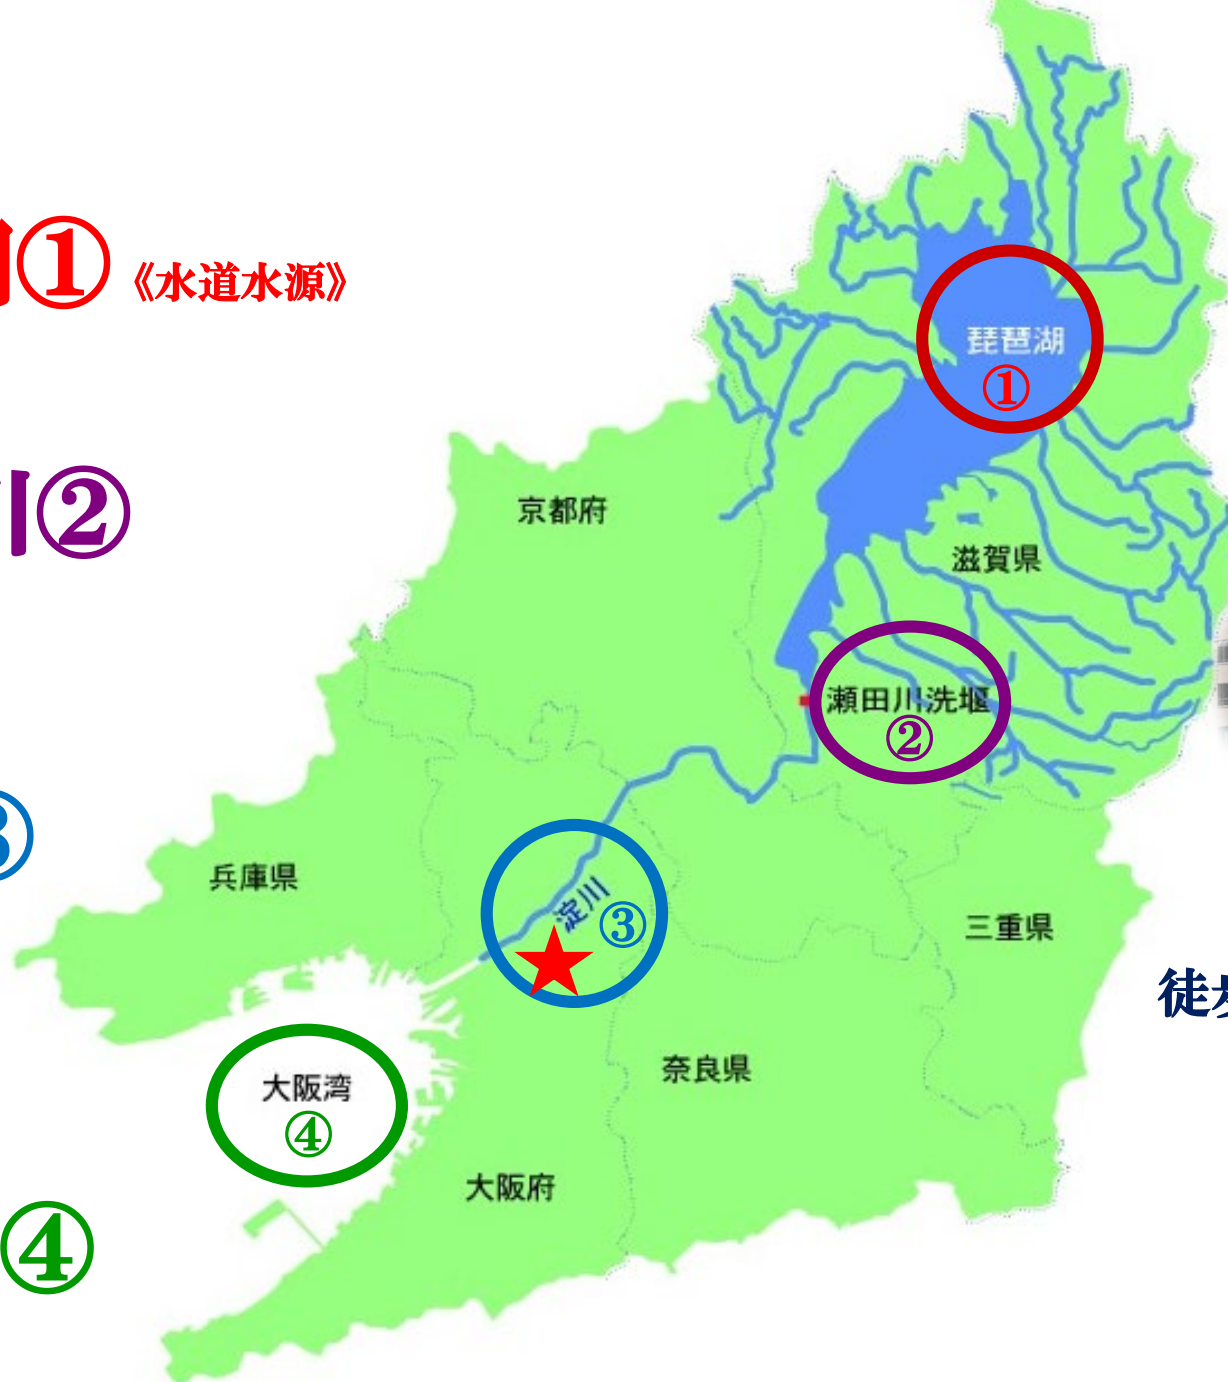 ① 《水道水源》
琵琶湖
①
②
京都府
滋賀県
瀬田川洗堰
②
兵庫県
淀川
③
三重県
徒歩
奈良県
大阪湾
④
大阪府
④